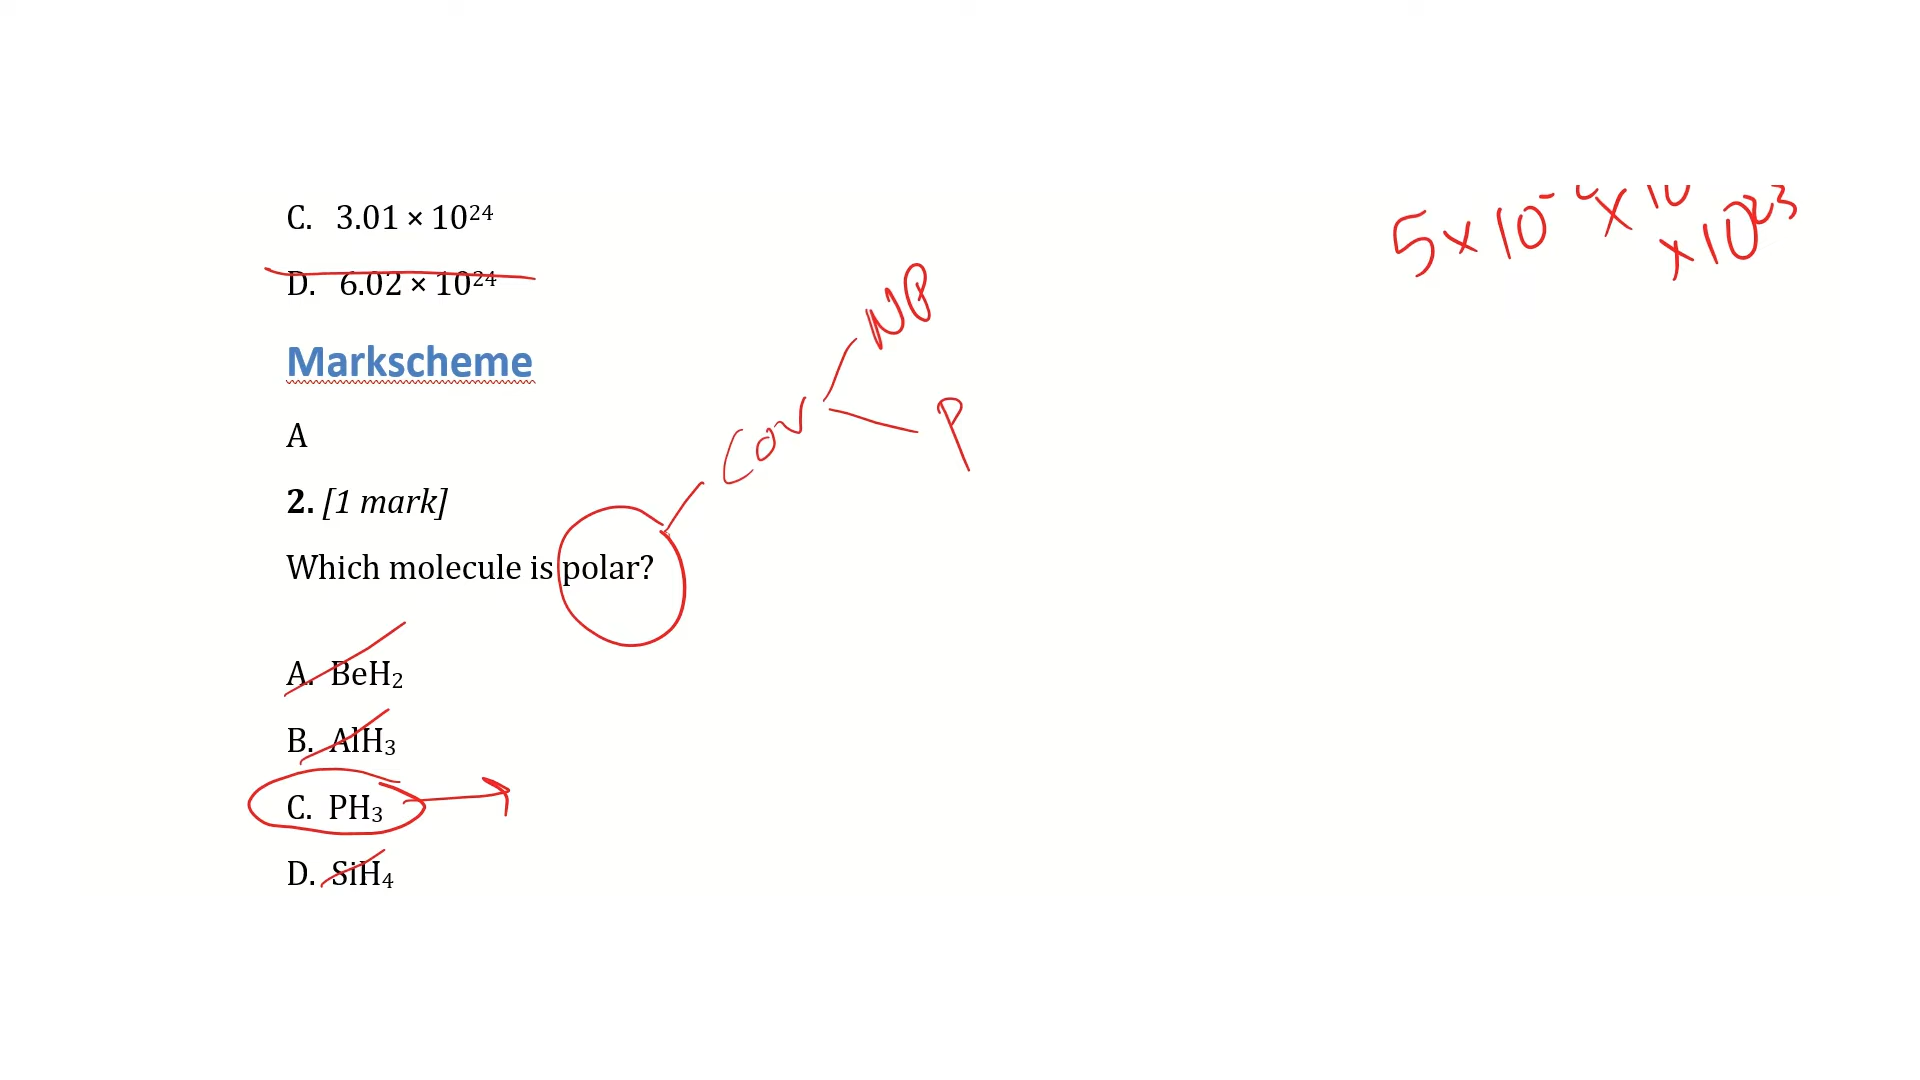 C. 3.01 × 10²⁴
D. 6.02 × 10²⁴
Markscheme
A
2. [1 mark]
Which molecule is polar?
A. BeH₂
B. AlH₃
C. PH₃
D. SiH₄
Cov
NP
P
5 × 10⁻ × 10
× 10²³